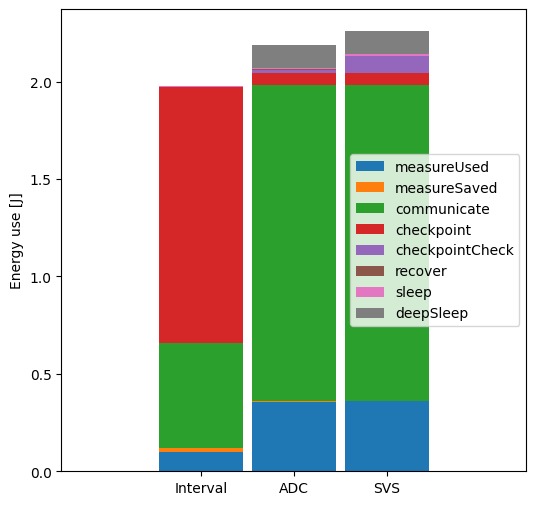 Energy use [J]
2.0
1.5
1.0
0.5
0.0
measureUsed
measureSaved
communicate
checkpoint
checkpointCheck
recover
sleep
deepSleep
Interval ADC SVS